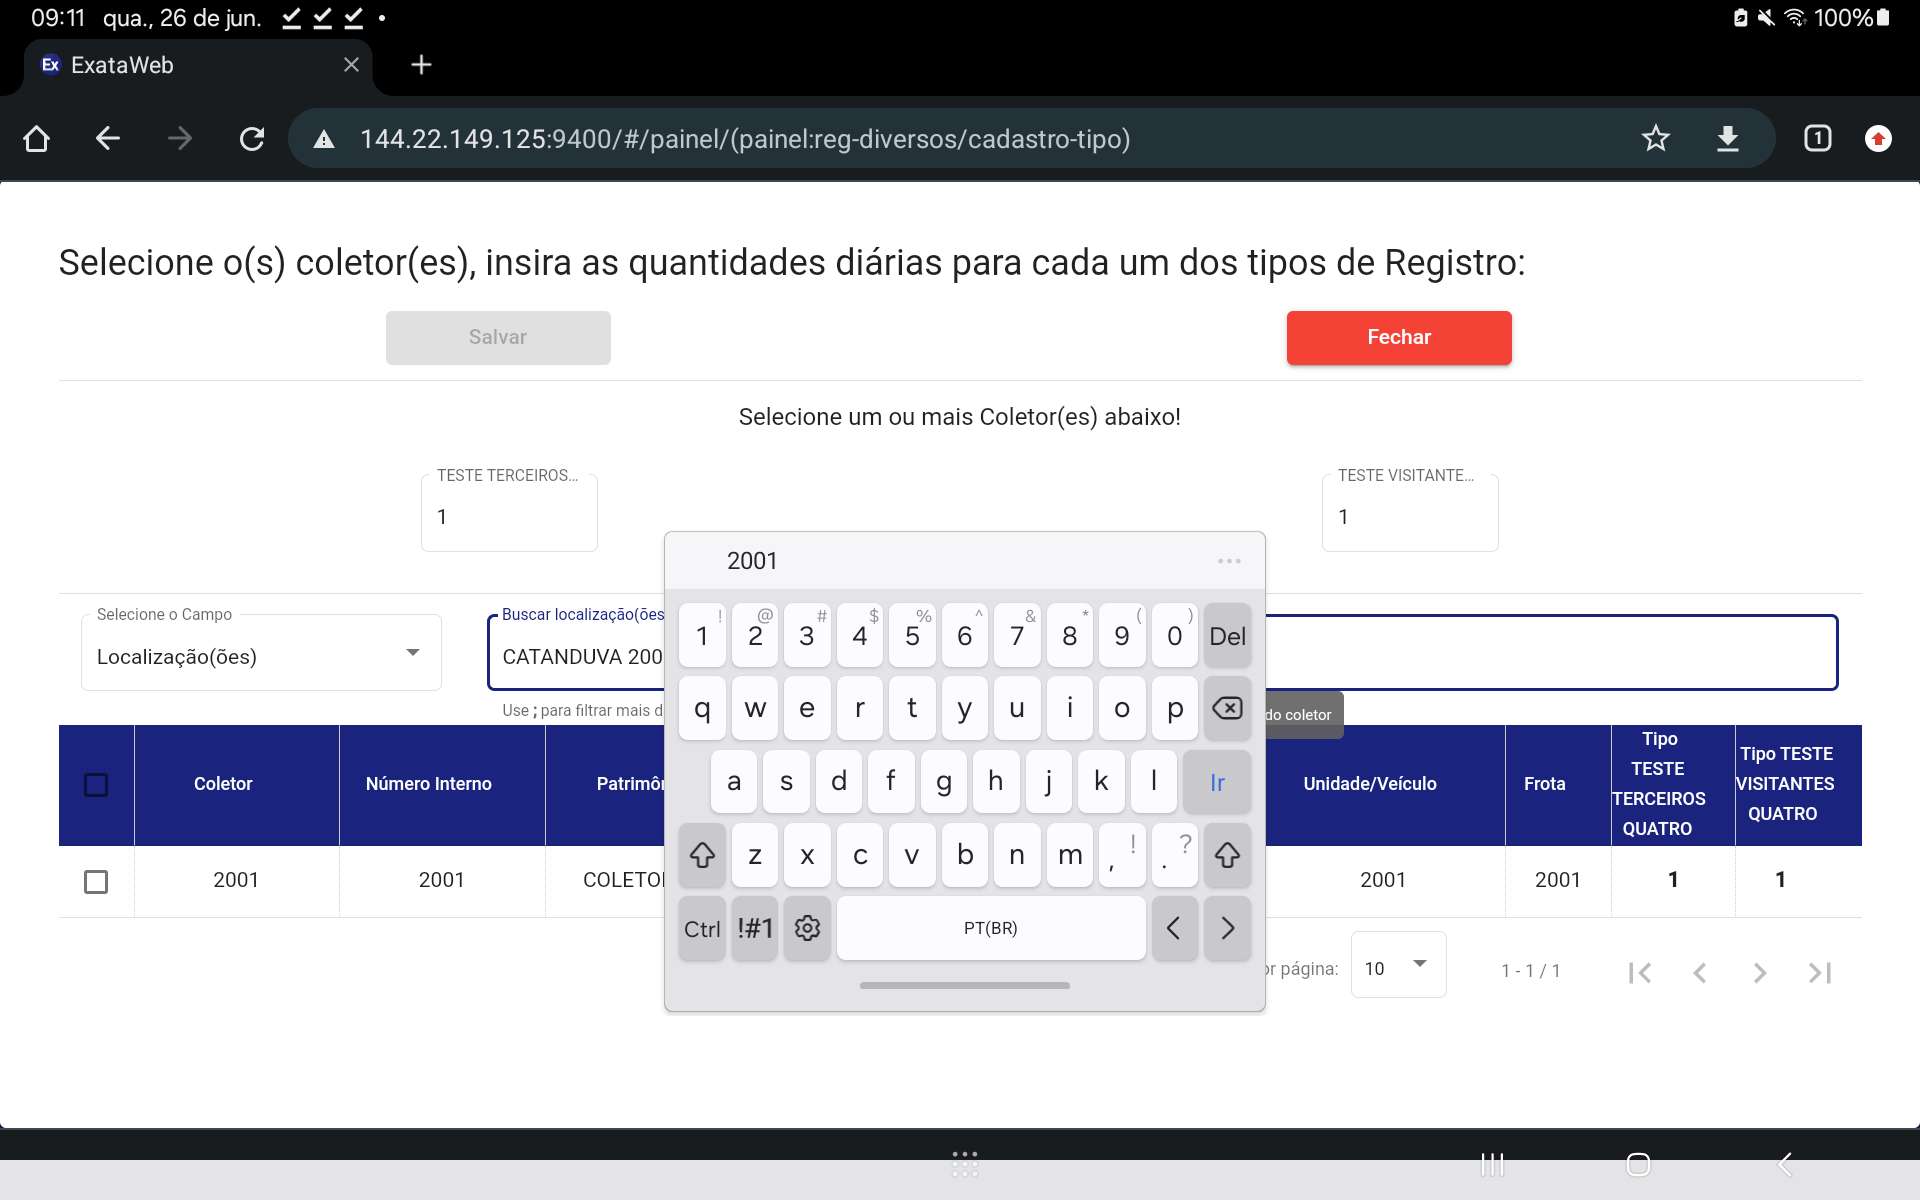 09:11 qua., 26 de jun. 100%
Ex ExataWeb
144.22.149.125:9400/#/painel/(painel:reg-diversos/cadastro-tipo) 1
Selecione o(s) coletor(es), insira as quantidades diárias para cada um dos tipos de Registro:
Salvar Fechar
Selecione um ou mais Coletor(es) abaixo!
TESTE TERCEIROS... TESTE VISITANTE...
1 1
2001 ...
Selecione o Campo Buscar localização(ões
Localização(ões) CATANDUVA 200
Use ; para filtrar mais d do coletor
! @ # $ % ^ & * ( )
1 2 3 4 5 6 7 8 9 0 Del
q w e r t y u i o p
a s d f g h j k l Ir
z x c v b n m , ! . ?
Ctrl !#1 PT(BR)
Coletor Número Interno Patrimôn Unidade/Veículo Frota
Tipo
TESTE
TERCEIROS
QUATRO
Tipo TESTE
VISITANTES
QUATRO
2001 2001 COLETOR 2001 2001 1 1
or página: 10 1 - 1 / 1